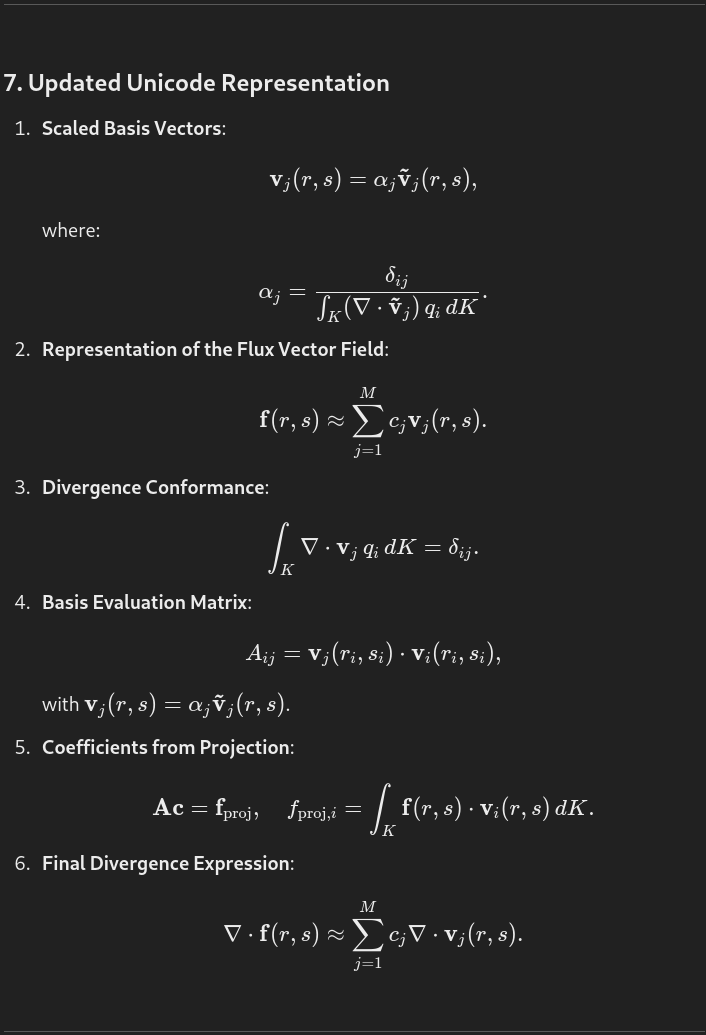 7. Updated Unicode Representation
1. Scaled Basis Vectors:
𝐯ⱼ(r, s) = αⱼ𝐯̃ⱼ(r, s),
where:
αⱼ = δᵢⱼ / ∫_K (∇ · 𝐯̃ⱼ) qᵢ dK.
2. Representation of the Flux Vector Field:
𝐟(r, s) ≈ ∑_{j=1}^{M} cⱼ𝐯ⱼ(r, s).
3. Divergence Conformance:
∫_K ∇ · 𝐯ⱼ qᵢ dK = δᵢⱼ.
4. Basis Evaluation Matrix:
Aᵢⱼ = 𝐯ⱼ(rᵢ, sᵢ) · 𝐯ᵢ(rᵢ, sᵢ),
with 𝐯ⱼ(r, s) = αⱼ𝐯̃ⱼ(r, s).
5. Coefficients from Projection:
𝐀𝐜 = 𝐟_proj, f_{proj,i} = ∫_K 𝐟(r, s) · 𝐯ᵢ(r, s) dK.
6. Final Divergence Expression:
∇ · 𝐟(r, s) ≈ ∑_{j=1}^{M} cⱼ∇ · 𝐯ⱼ(r, s).